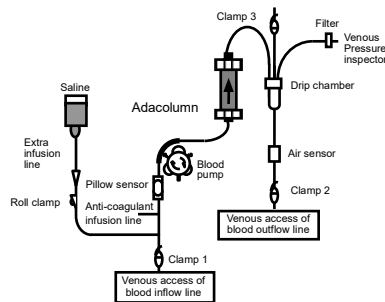 Clamp 3
Filter
Venous
Pressure
inspector
Saline
Adacolumn
Drip chamber
Extra
infusion
line
Blood
pump
Air sensor
Pillow sensor
Roll clamp
Anti-coagulant
infusion line
Clamp 2
Venous access of
blood outflow line
Clamp 1
Venous access of
blood inflow line